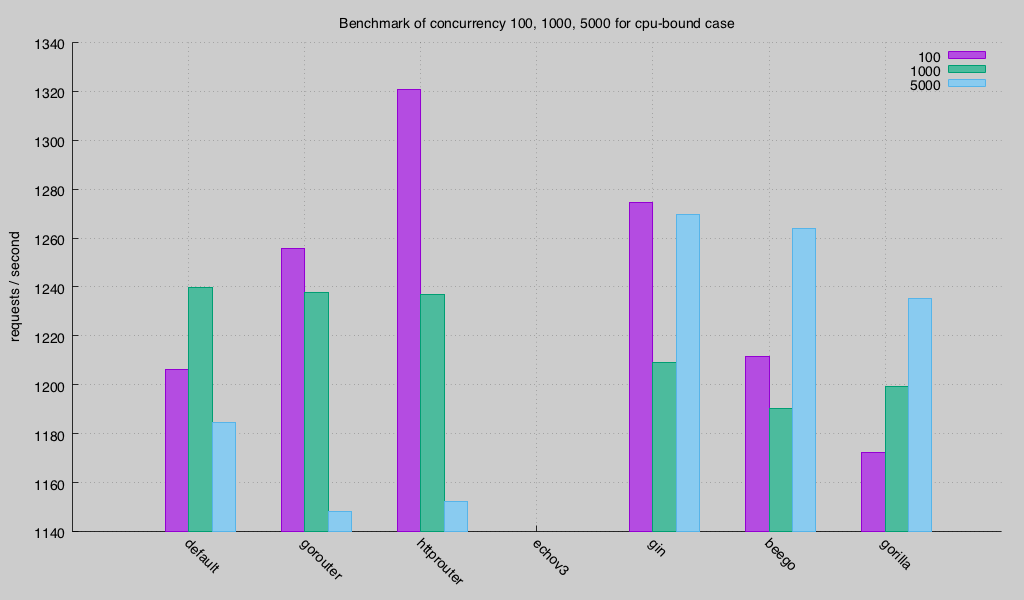 Benchmark of concurrency 100, 1000, 5000 for cpu-bound case
100
1000
5000
requests / second
1340
1320
1300
1280
1260
1240
1220
1200
1180
1160
1140
default
gorouter
httprouter
echov3
gin
beego
gorilla